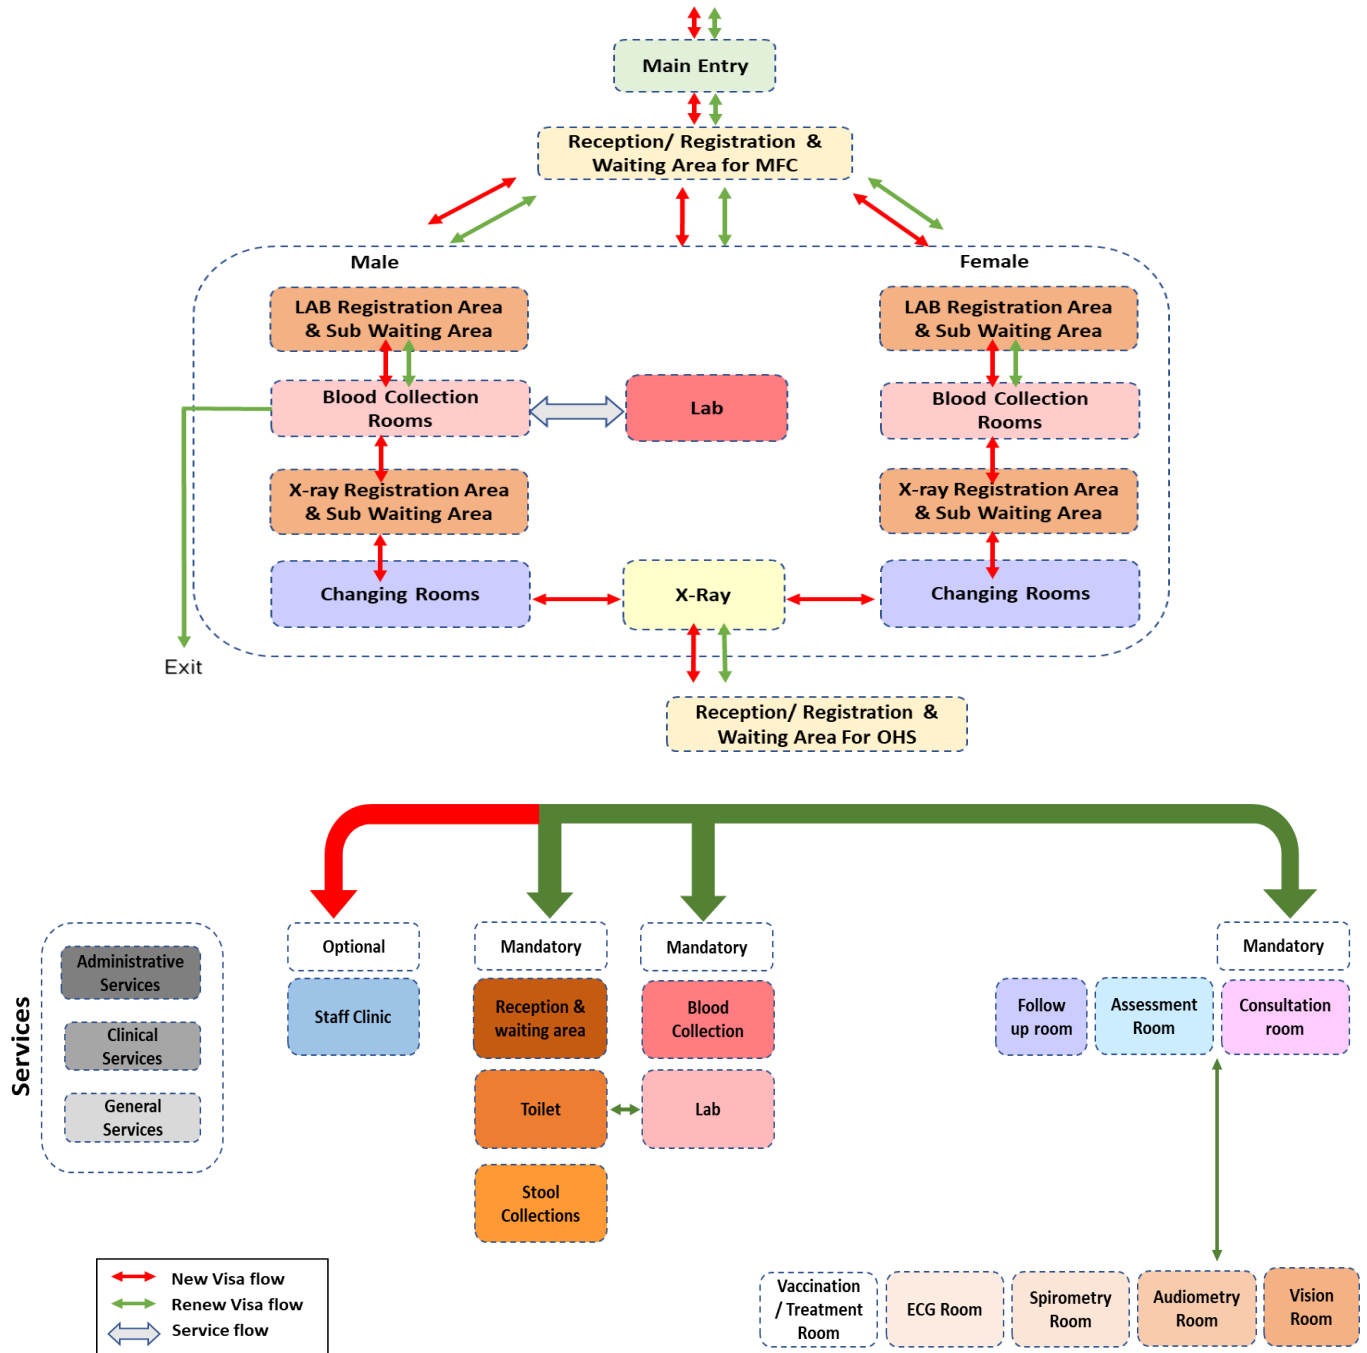 Main Entry
Reception/ Registration &
Waiting Area for MFC
Male
Female
LAB Registration Area
& Sub Waiting Area
LAB Registration Area
& Sub Waiting Area
Blood Collection
Rooms
Lab
Blood Collection
Rooms
X-ray Registration Area
& Sub Waiting Area
X-ray Registration Area
& Sub Waiting Area
Changing Rooms
X-Ray
Changing Rooms
Exit
Reception/ Registration &
Waiting Area For OHS
Services
Administrative
Services
Clinical
Services
General
Services
Optional
Staff Clinic
Mandatory
Reception &
waiting area
Toilet
Stool
Collections
Mandatory
Blood
Collection
Lab
Mandatory
Follow
up room
Assessment
Room
Consultation
room
Vaccination
/ Treatment
Room
ECG Room
Spirometry
Room
Audiometry
Room
Vision
Room
New Visa flow
Renew Visa flow
Service flow